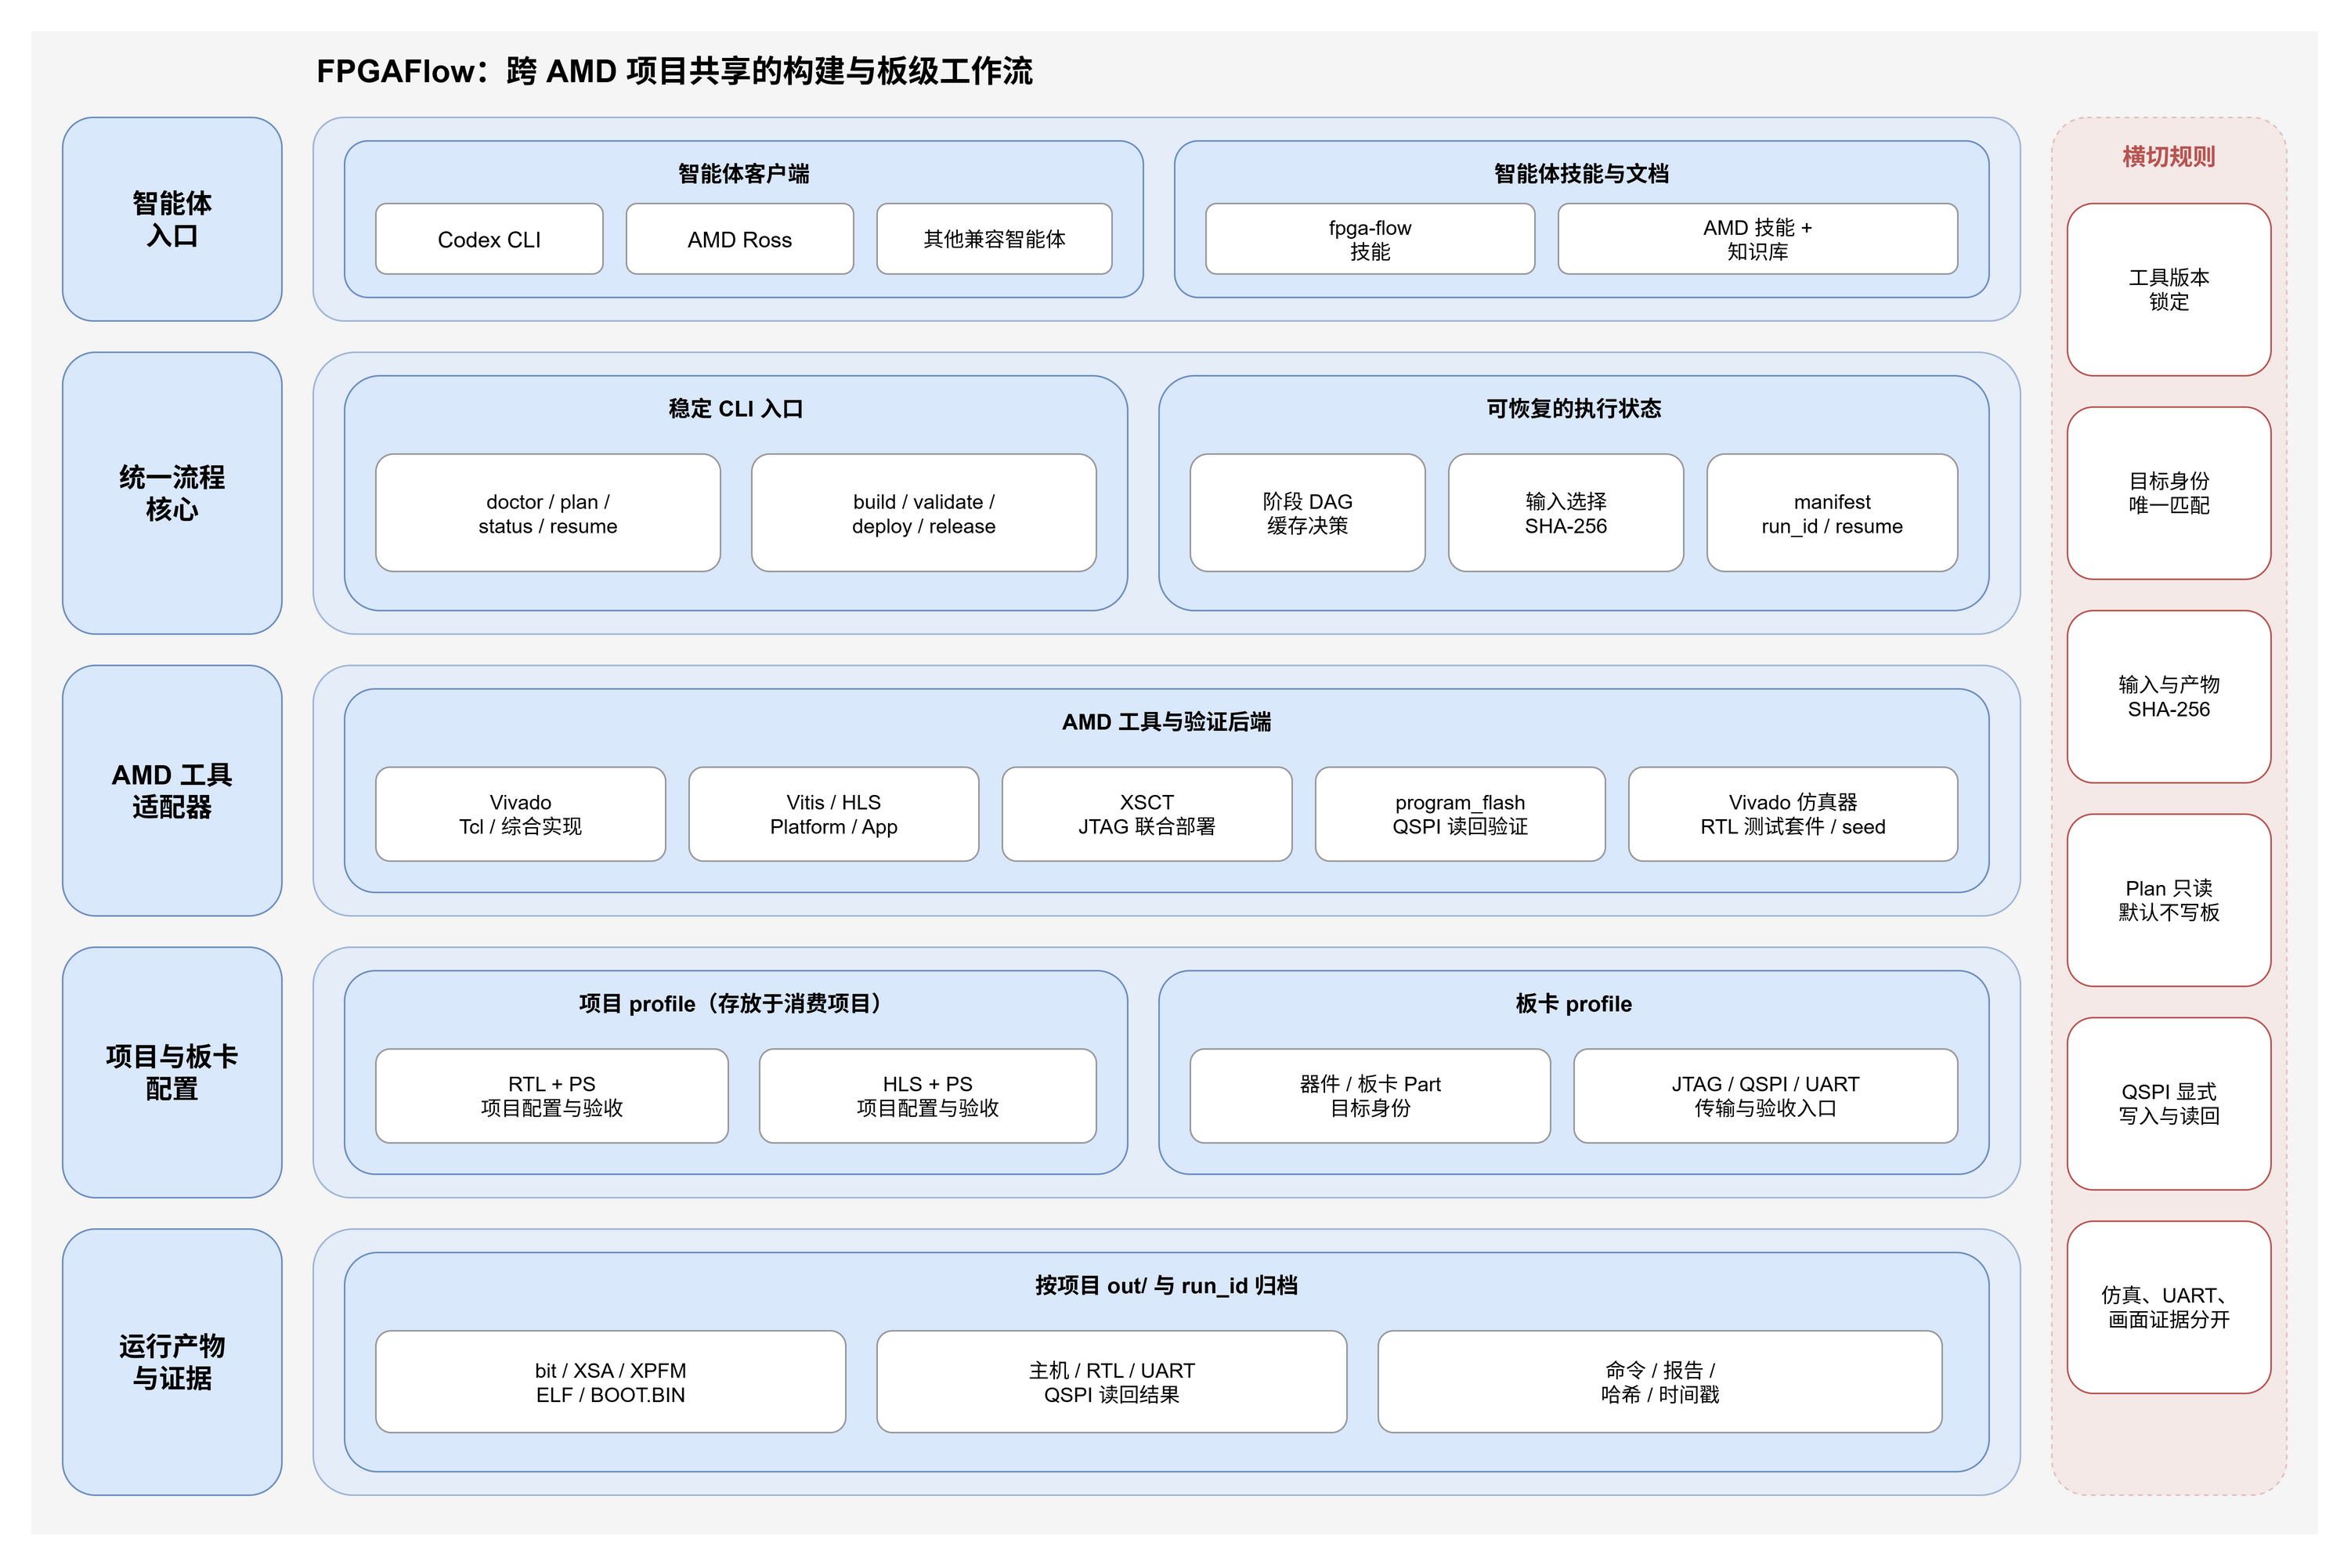 FPGAFlow：跨 AMD 项目共享的构建与板级工作流
智能体
入口
智能体客户端
Codex CLI
AMD Ross
其他兼容智能体
智能体技能与文档
fpga-flow
技能
AMD 技能 +
知识库
统一流程
核心
稳定 CLI 入口
doctor / plan /
status / resume
build / validate /
deploy / release
可恢复的执行状态
阶段 DAG
缓存决策
输入选择
SHA-256
manifest
run_id / resume
AMD 工具
适配器
AMD 工具与验证后端
Vivado
Tcl / 综合实现
Vitis / HLS
Platform / App
XSCT
JTAG 联合部署
program_flash
QSPI 读回验证
Vivado 仿真器
RTL 测试套件 / seed
项目与板卡
配置
项目 profile（存放于消费项目）
RTL + PS
项目配置与验收
HLS + PS
项目配置与验收
板卡 profile
器件 / 板卡 Part
目标身份
JTAG / QSPI / UART
传输与验收入口
运行产物
与证据
按项目 out/ 与 run_id 归档
bit / XSA / XPFM
ELF / BOOT.BIN
主机 / RTL / UART
QSPI 读回结果
命令 / 报告 /
哈希 / 时间戳
横切规则
工具版本
锁定
目标身份
唯一匹配
输入与产物
SHA-256
Plan 只读
默认不写板
QSPI 显式
写入与读回
仿真、UART、
画面证据分开